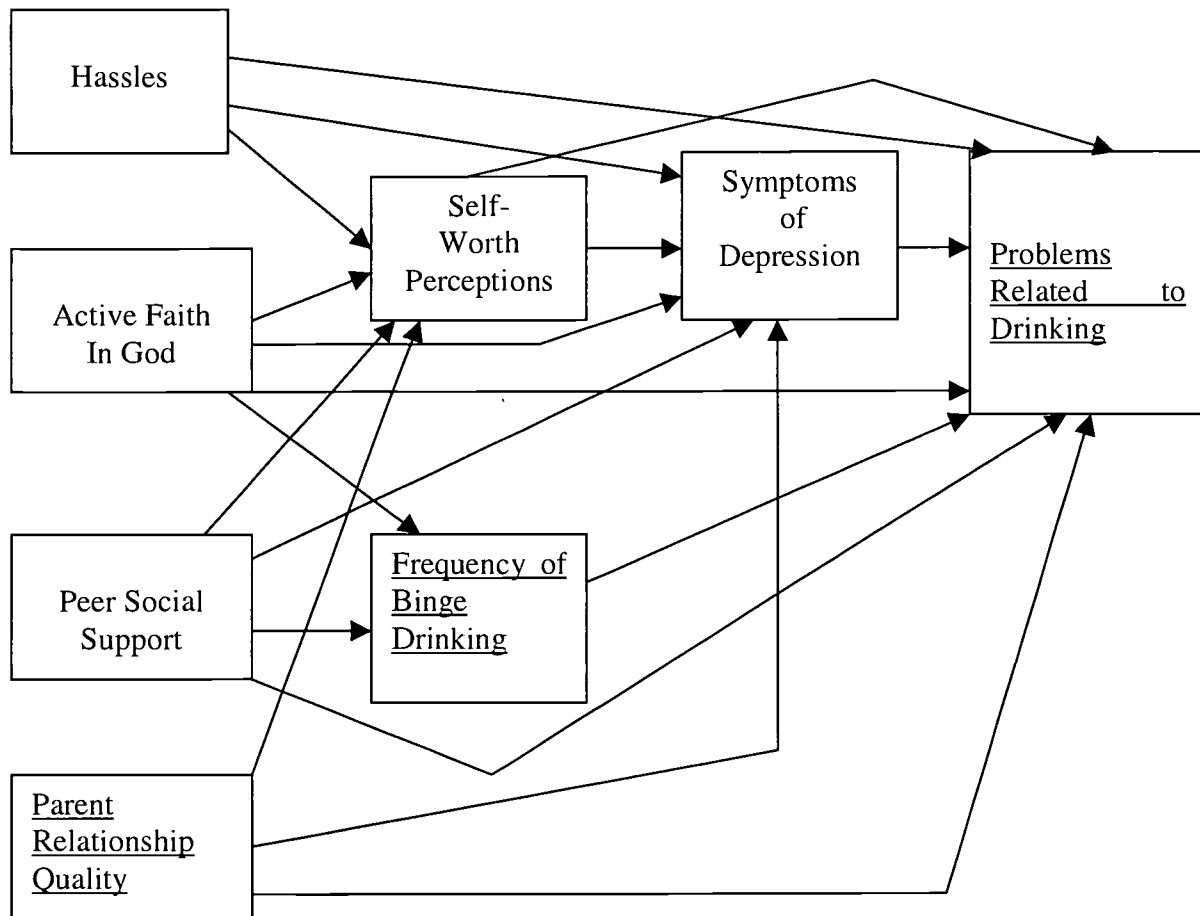 Hassles
Self-
Worth
Perceptions
Symptoms
of
Depression
Problems
Related to
Drinking
Active Faith
In God
Peer Social
Support
Frequency of
Binge
Drinking
Parent
Relationship
Quality